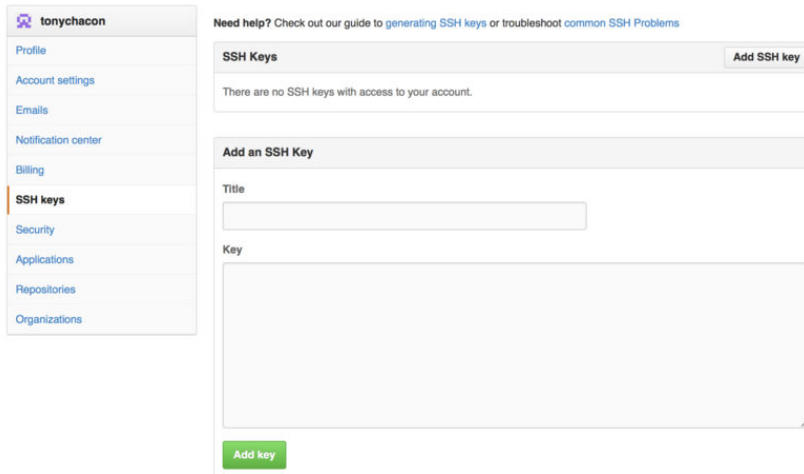 tonychacon
Profile
Account settings
Emails
Notification center
Billing
SSH keys
Security
Applications
Repositories
Organizations
Need help? Check out our guide to generating SSH keys or troubleshoot common SSH Problems
SSH Keys
Add SSH key
There are no SSH keys with access to your account.
Add an SSH Key
Title
Key
Add key